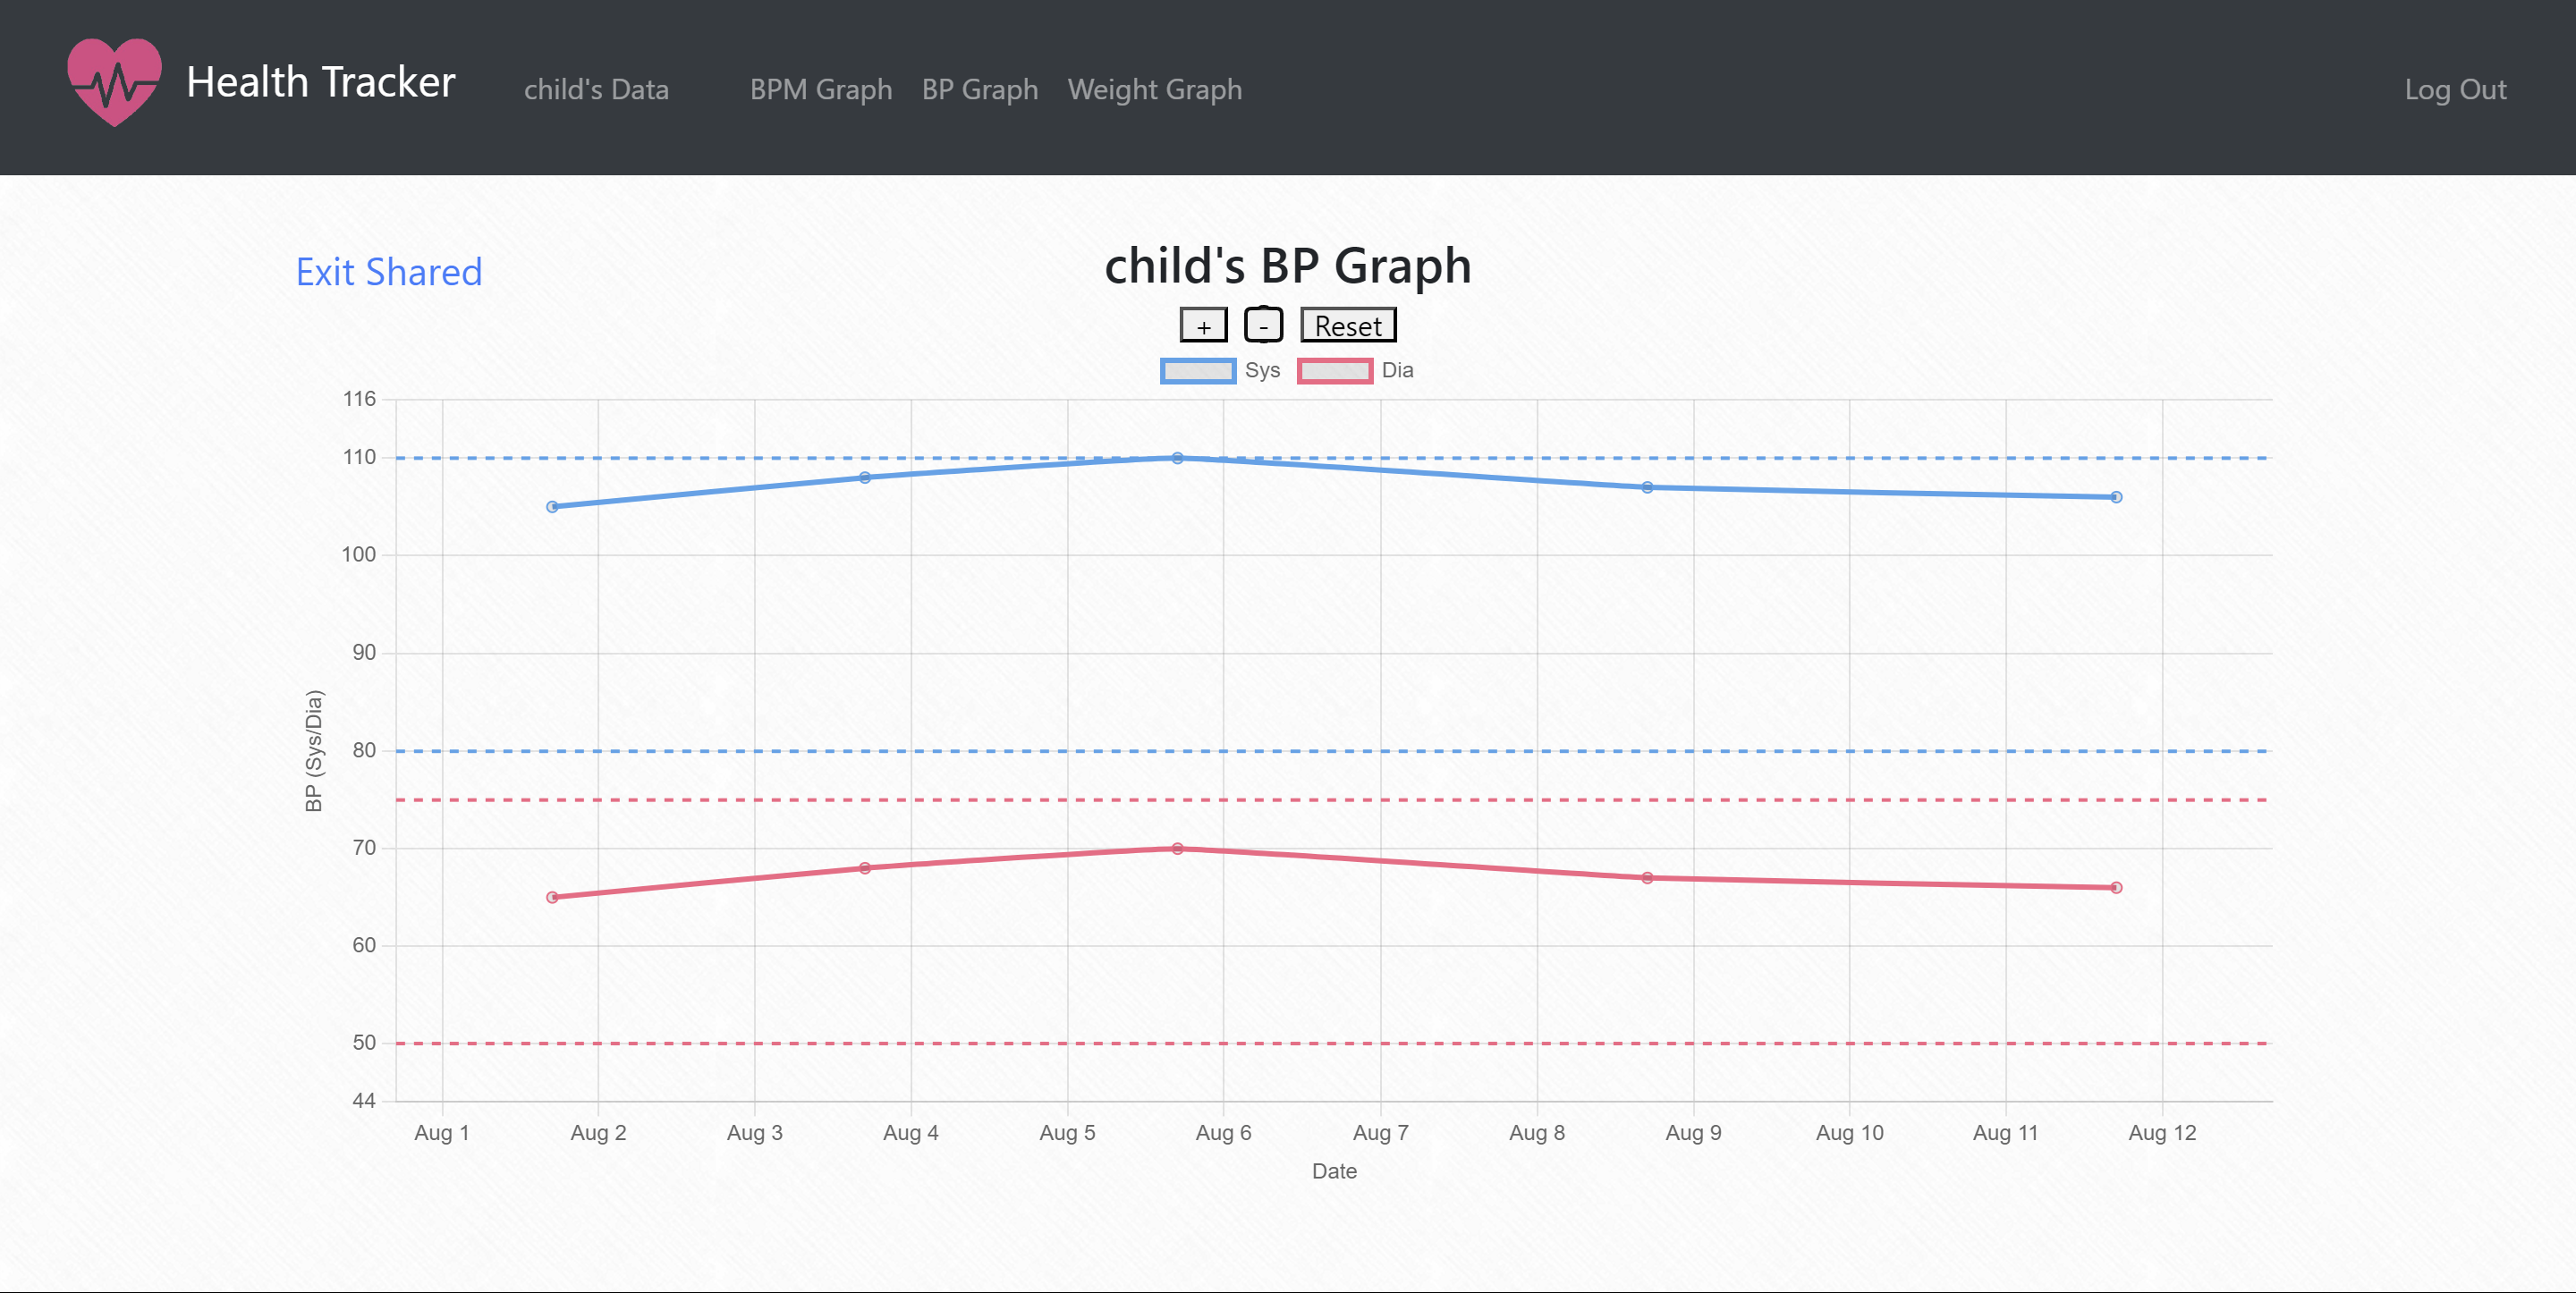 Health Tracker child's Data BPM Graph BP Graph Weight Graph Log Out
Exit Shared
child's BP Graph
+ - Reset
Sys Dia
116
110
100
90
80
70
60
50
44
BP (Sys/Dia)
Aug 1 Aug 2 Aug 3 Aug 4 Aug 5 Aug 6 Aug 7 Aug 8 Aug 9 Aug 10 Aug 11 Aug 12
Date